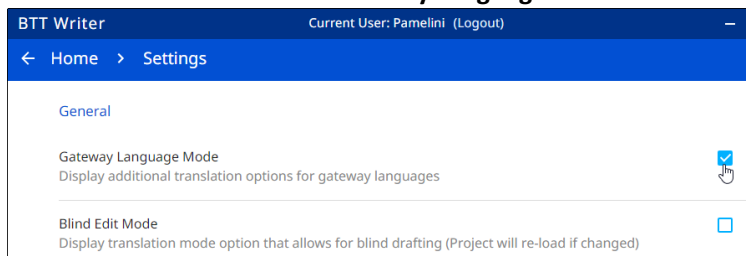 BTT Writer Current User: Pamelini (Logout) –
← Home > Settings
General
Gateway Language Mode
Display additional translation options for gateway languages
Blind Edit Mode
Display translation mode option that allows for blind drafting (Project will re-load if changed)